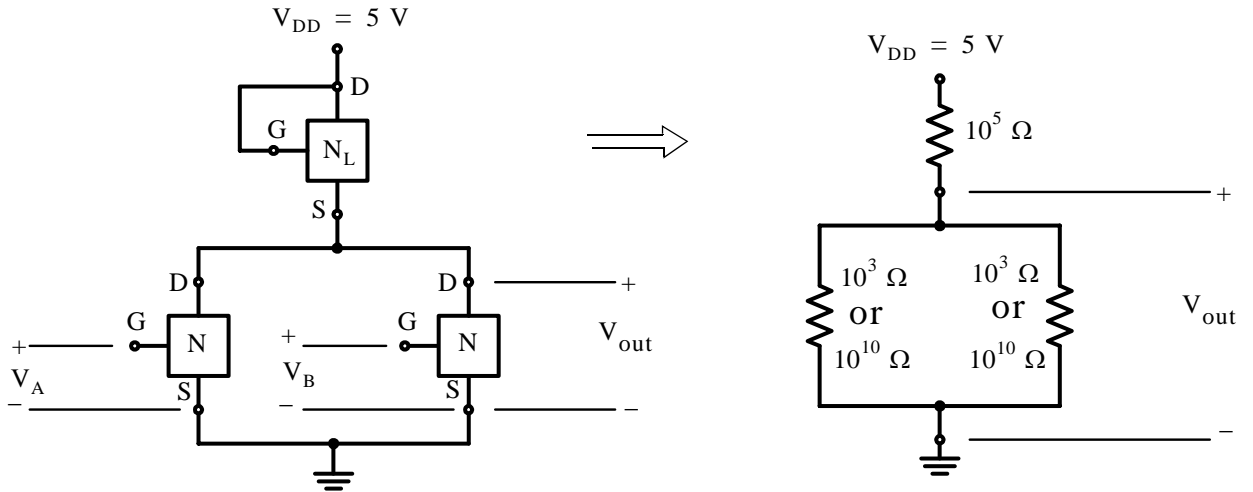 V_DD = 5 V
D
G
N_L
S
D
D
G
N
S
G
N
S
+
V_A
−
+
V_B
−
+
V_out
−
V_DD = 5 V
10^5 Ω
+
10^3 Ω
or
10^10 Ω
10^3 Ω
or
10^10 Ω
V_out
−